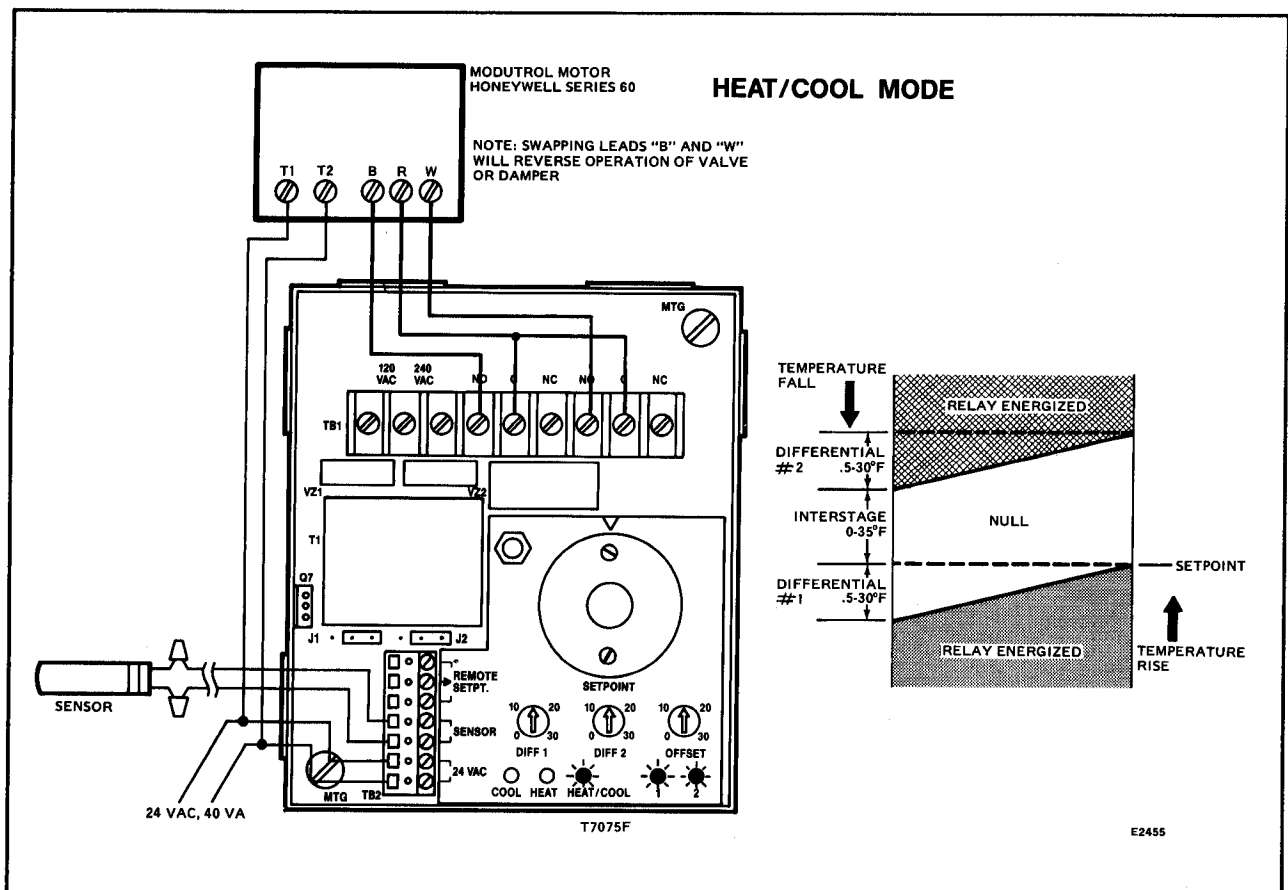 MODUTROL MOTOR
HONEYWELL SERIES 60
HEAT/COOL MODE
NOTE: SWAPPING LEADS "B" AND "W"
WILL REVERSE OPERATION OF VALVE
OR DAMPER
T1 T2 B R W
MTG
120
VAC
240
VAC
NO C NC NO C NC
TB1
VZ1 VZ2
T1
Q7
J1 J2
REMOTE
SETPT.
SENSOR
24 VAC
TB2
MTG
SENSOR
24 VAC, 40 VA
SETPOINT
10 20
0 30
DIFF 1
10 20
0 30
DIFF 2
10 20
0 30
OFFSET
COOL HEAT HEAT/COOL 1 2
T7075F
TEMPERATURE
FALL
RELAY ENERGIZED
DIFFERENTIAL
#2 .5-30°F
INTERSTAGE
0-35°F
NULL
SETPOINT
DIFFERENTIAL
#1 .5-30°F
RELAY ENERGIZED
TEMPERATURE
RISE
E2455